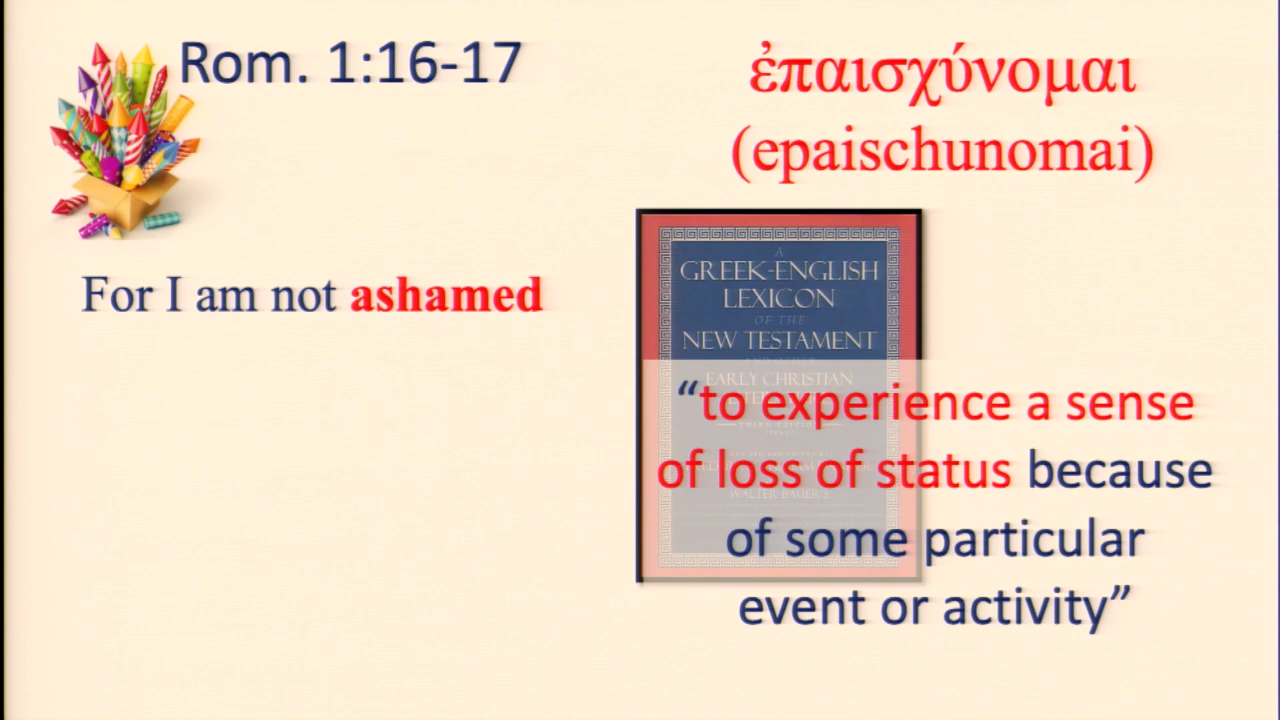 Rom. 1:16-17
ἐπαισχύνομαι
(epaischunomai)
For I am not ashamed
A
GREEK-ENGLISH
LEXICON
OF THE
NEW TESTAMENT
EARLY CHRISTIAN
“to experience a sense
of loss of status because
WALTER BAUER'S
of some particular
event or activity”